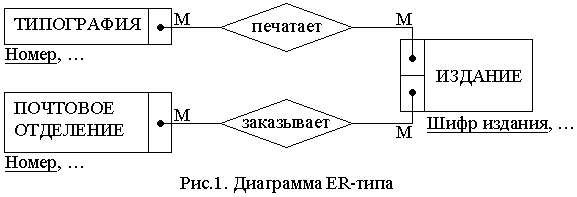 ТИПОГРАФИЯ
М
печатает
М
Номер, …
ИЗДАНИЕ
ПОЧТОВОЕ
ОТДЕЛЕНИЕ
М
заказывает
М
Шифр издания, …
Номер, …
Рис.1. Диаграмма ER-типа